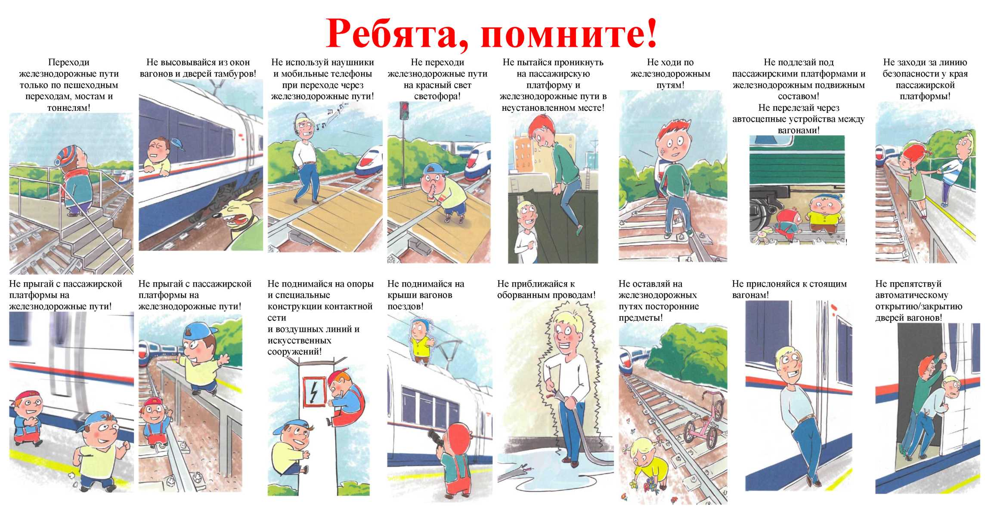 Ребята, помните!
Переходи
железнодорожные пути
только по пешеходным
переходам, мостам и
тоннелям!
Не высовывайся из окон
вагонов и дверей тамбуров!
Не используй наушники
и мобильные телефоны
при переходе через
железнодорожные пути!
Не переходи
железнодорожные пути
на красный свет
светофора!
Не пытайся проникнуть
на пассажирскую
платформу и
железнодорожные пути в
неустановленном месте!
Не ходи по
железнодорожным
путям!
Не подлезай под
пассажирскими платформами и
железнодорожным подвижным
составом!
Не перелезай через
автосцепные устройства между
вагонами!
!
Не заходи за линию
безопасности у края
пассажирской
платформы!
Не прыгай с пассажирской
платформы на
железнодорожные пути!
Не прыгай с пассажирской
платформы на
железнодорожные пути!
Не поднимайся на опоры
и специальные
конструкции контактной
сети
и воздушных линий и
искусственных
сооружений!
Не поднимайся на
крыши вагонов
поездов!
Не приближайся к
оборванным проводам!
Не оставляй на
железнодорожных
путях посторонние
предметы!
Не прислоняйся к стоящим
вагонам!
Не препятствуй
автоматическому
открытию/закрытию
дверей вагонов!